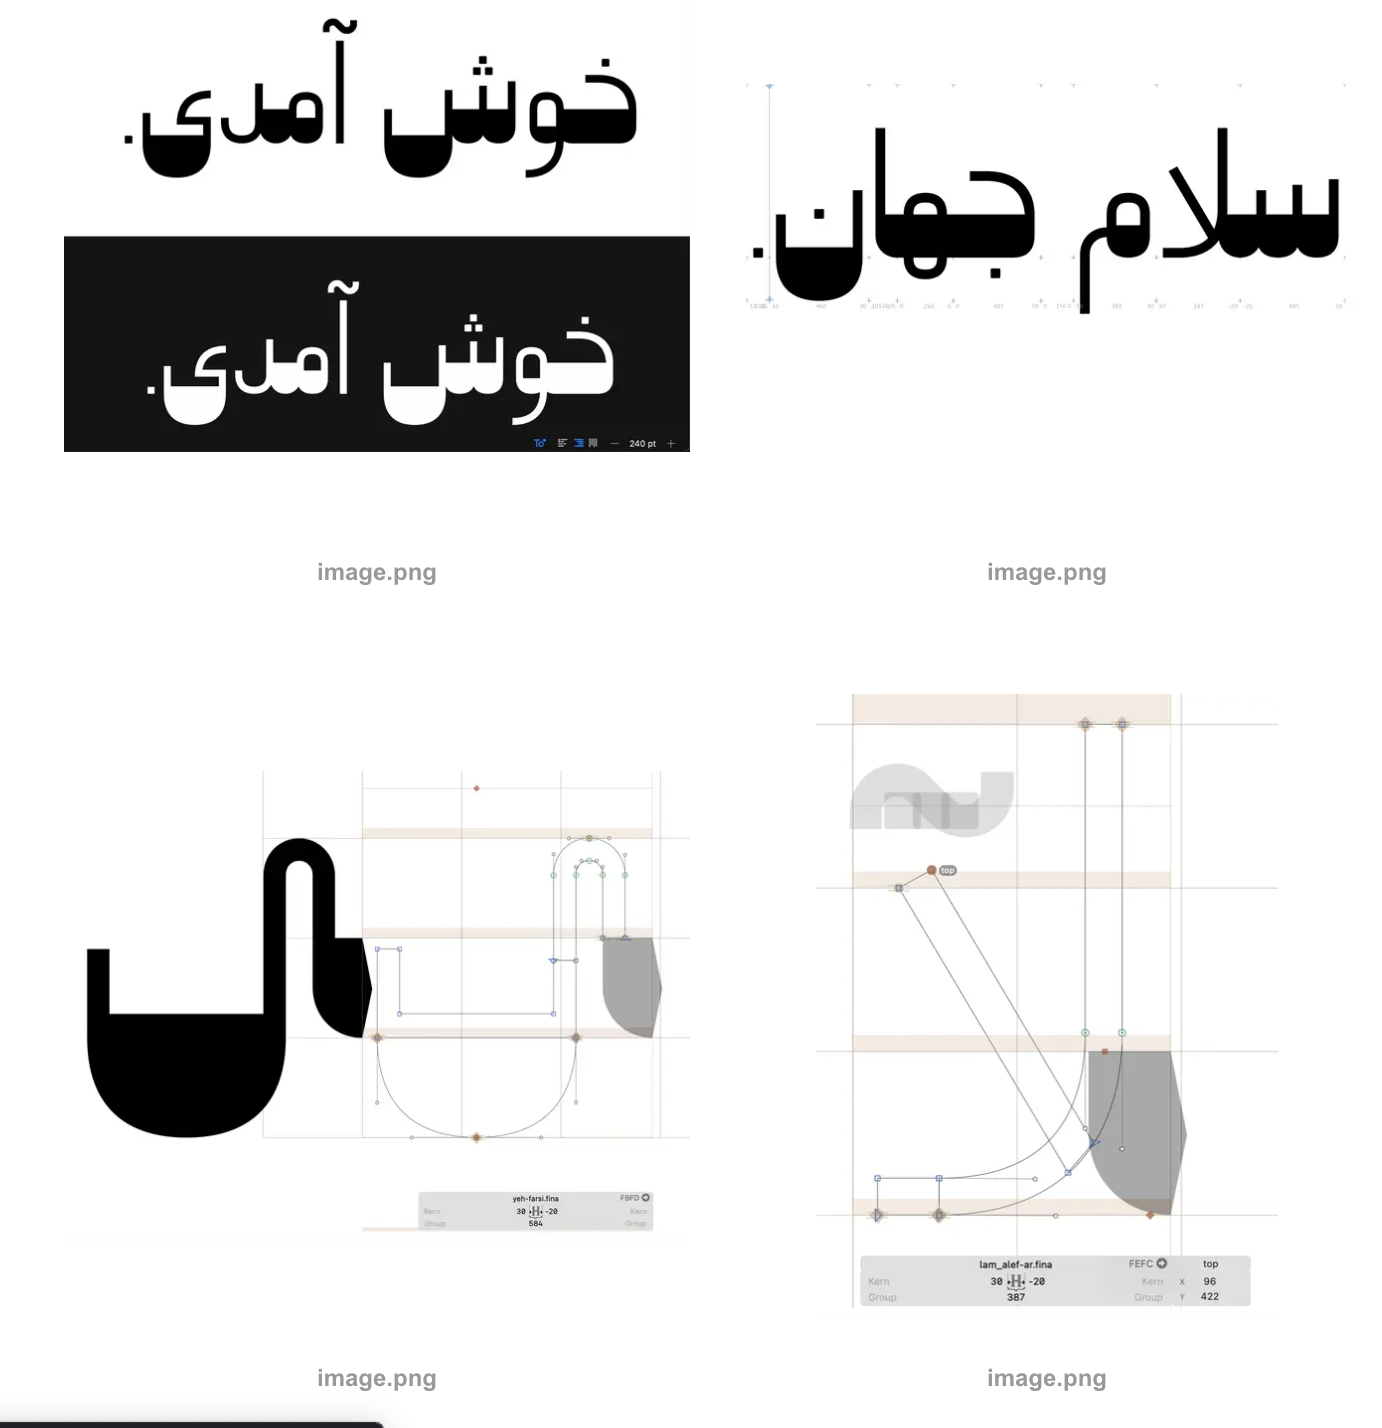 خوش آمدی.
خوش آمدی.
240 pt
image.png
سلام جهان.
image.png
yeh-farsi.fina FBFD
Kern 30 H -20 Kern
Group 584 Group
image.png
top
lam_alef-ar.fina FEFC top
Kern 30 H -20 Kern X 96
Group 387 Group Y 422
image.png